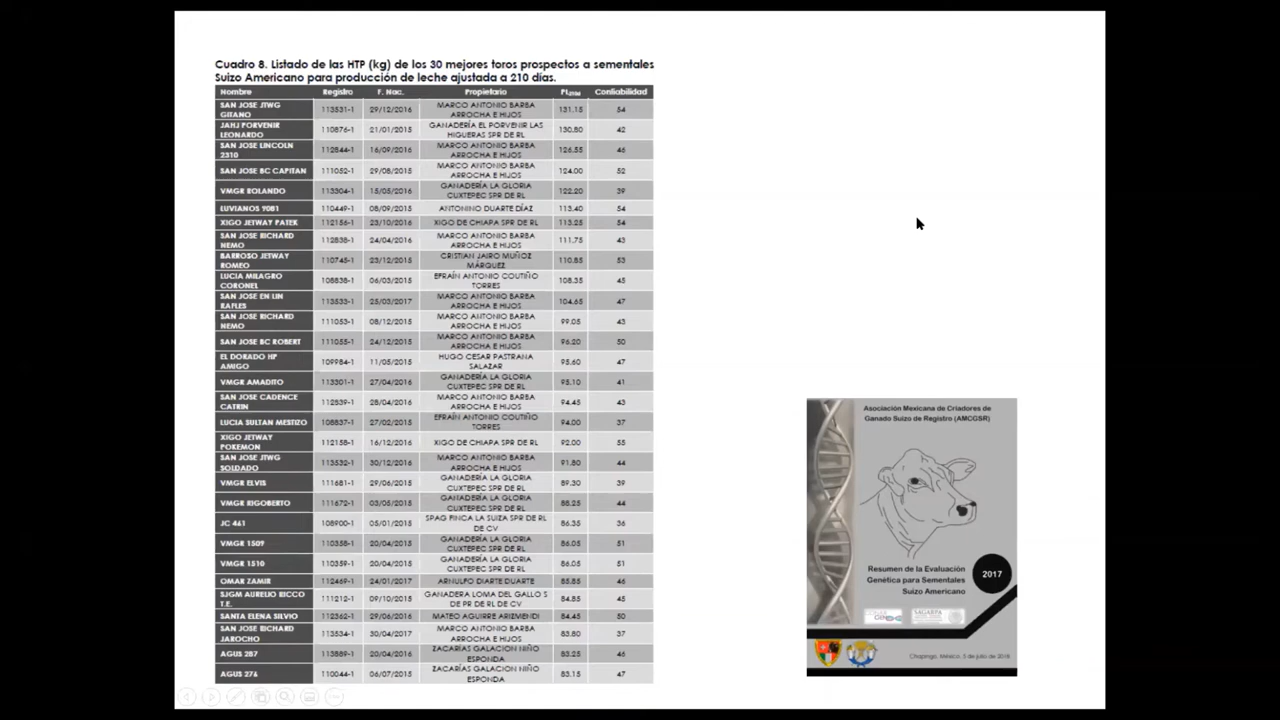 Cuadro 8. Listado de las HTP (kg) de los 30 mejores toros prospectos a sementales
Suizo Americano para producción de leche ajustada a 210 días.
Nombre Registro F. Nac. Propietario Confiabilidad
SAN JOSE JTWG GITANO 113531-1 29/12/2016 MARCO ANTONIO BARBA ARROCHA E HIJOS 131.15 54
JAHJ PORVENIR LEONARDO 110876-1 21/01/2015 GANADERÍA EL PORVENIR LAS HIGUERAS SPR DE RL 130.80 42
SAN JOSE LINCOLN 2310 112844-1 16/09/2016 MARCO ANTONIO BARBA ARROCHA E HIJOS 126.55 46
SAN JOSE BC CAPITAN 111052-1 29/08/2015 MARCO ANTONIO BARBA ARROCHA E HIJOS 124.00 52
VMGR ROLANDO 113304-1 15/05/2016 GANADERÍA LA GLORIA CUXTEPEC SPR DE RL 122.20 39
LUVIANOS 9081 110449-1 08/09/2015 ANTONINO DUARTE DÍAZ 113.40 54
XIGO JETWAY PATEK 112156-1 23/10/2016 XIGO DE CHIAPA SPR DE RL 113.25 54
SAN JOSE RICHARD NEMO 112838-1 24/04/2016 MARCO ANTONIO BARBA ARROCHA E HIJOS 111.75 43
BARROSO JETWAY ROMEO 110745-1 23/12/2015 CRISTIAN JAIRO MUÑOZ MÁRQUEZ 110.85 53
LUCIA MILAGRO CORONEL 108838-1 06/03/2015 EFRAÍN ANTONIO COUTIÑO TORRES 108.35 45
SAN JOSE EN LIN RAFLES 113533-1 25/03/2017 MARCO ANTONIO BARBA ARROCHA E HIJOS 104.65 47
SAN JOSE RICHARD NEMO 111053-1 08/12/2015 MARCO ANTONIO BARBA ARROCHA E HIJOS 99.05 43
SAN JOSE BC ROBERT 111055-1 24/12/2015 MARCO ANTONIO BARBA ARROCHA E HIJOS 96.20 50
EL DORADO HP AMIGO 109984-1 11/05/2015 HUGO CESAR PASTRANA SALAZAR 95.60 47
VMGR AMADITO 113301-1 27/04/2016 GANADERÍA LA GLORIA CUXTEPEC SPR DE RL 95.10 41
SAN JOSE CADENCE CATRIN 112839-1 28/04/2016 MARCO ANTONIO BARBA ARROCHA E HIJOS 94.45 43
LUCIA SULTAN MESTIZO 108837-1 27/02/2015 EFRAÍN ANTONIO COUTIÑO TORRES 94.00 37
XIGO JETWAY POKEMON 112158-1 16/12/2016 XIGO DE CHIAPA SPR DE RL 92.00 55
SAN JOSE JTWG SOLDADO 113532-1 30/12/2016 MARCO ANTONIO BARBA ARROCHA E HIJOS 91.80 44
VMGR ELVIS 111681-1 29/06/2015 GANADERÍA LA GLORIA CUXTEPEC SPR DE RL 89.30 39
VMGR RIGOBERTO 111672-1 03/05/2015 GANADERÍA LA GLORIA CUXTEPEC SPR DE RL 88.25 44
JC 461 108900-1 05/01/2015 SPAG FINCA LA SUIZA SPR DE RL DE CV 86.35 36
VMGR 1509 110358-1 20/04/2015 GANADERÍA LA GLORIA CUXTEPEC SPR DE RL 86.05 51
VMGR 1510 110359-1 20/04/2015 GANADERÍA LA GLORIA CUXTEPEC SPR DE RL 86.05 51
OMAR ZAMIR 112469-1 24/01/2017 ARNULFO DIARTE DUARTE 85.85 46
SJGM AURELIO RICCO T.E. 111212-1 09/10/2015 GANADERA LOMA DEL GALLO S DE PR DE RL DE CV 84.85 45
SANTA ELENA SILVIO 112362-1 29/06/2016 MATEO AGUIRRE ARIZMENDI 84.45 50
SAN JOSE RICHARD JAROCHO 113534-1 30/04/2017 MARCO ANTONIO BARBA ARROCHA E HIJOS 83.80 37
AGUS 287 113889-1 20/04/2016 ZACARÍAS GALACION NIÑO ESPONDA 83.25 46
AGUS 276 110044-1 06/07/2015 ZACARÍAS GALACION NIÑO ESPONDA 83.15 47
Asociación Mexicana de Criadores de
Ganado Suizo de Registro (AMCGSR)
Resumen de la Evaluación
Genética para Sementales
Suizo Americano
2017
SAGARPA
Chapingo, México, 5 de julio de 2018